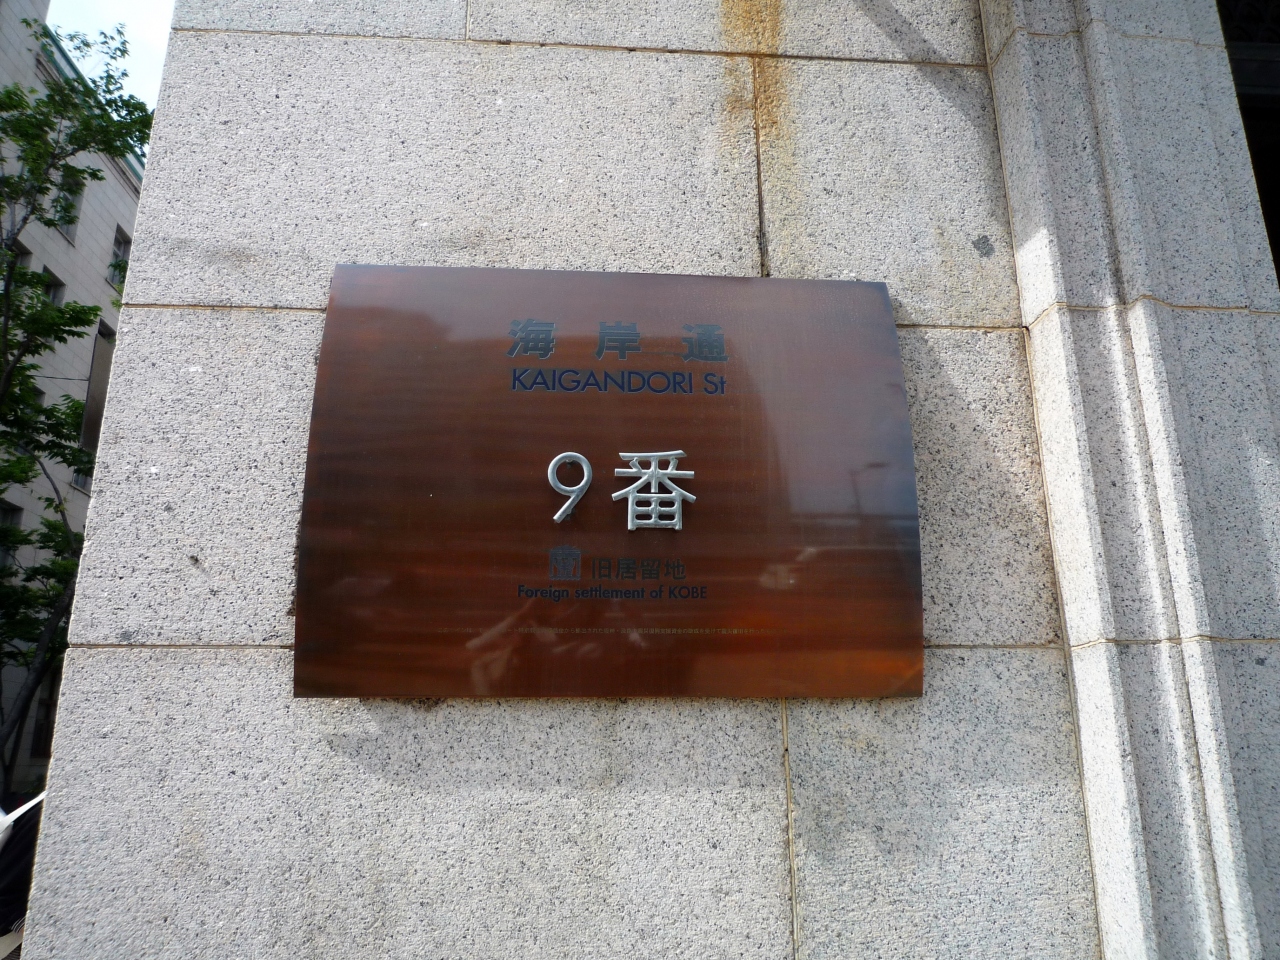 海岸通
KAIGANDORI St
9番
旧居留地
Foreign settlement of KOBE